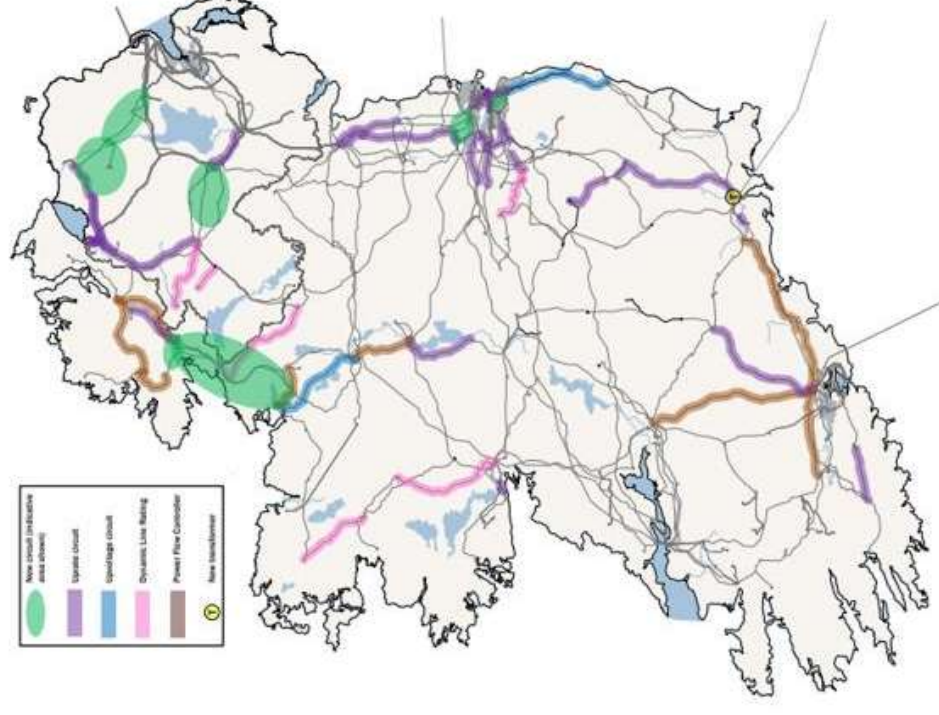 New circuit (indicative
area shown)
Uprate circuit
Upvoltage circuit
Dynamic Line Rating
Power Flow Controller
New transformer
T